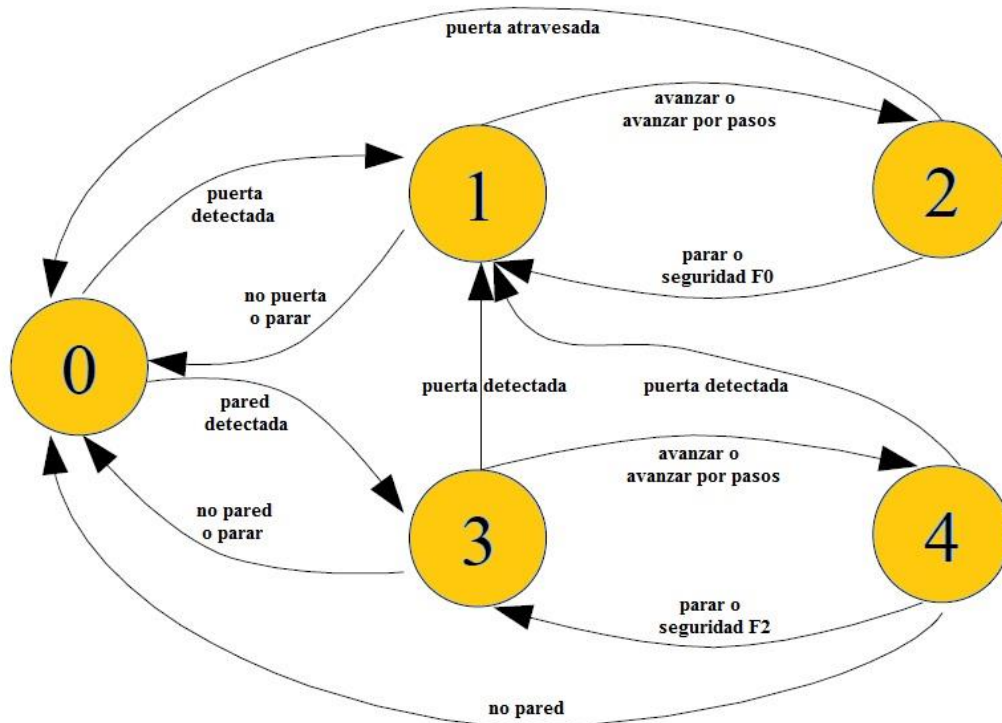 puerta atravesada
avanzar o
avanzar por pasos
1
2
puerta
detectada
parar o
seguridad F0
no puerta
o parar
0
puerta detectada
puerta detectada
pared
detectada
avanzar o
avanzar por pasos
no pared
o parar
3
4
parar o
seguridad F2
no pared